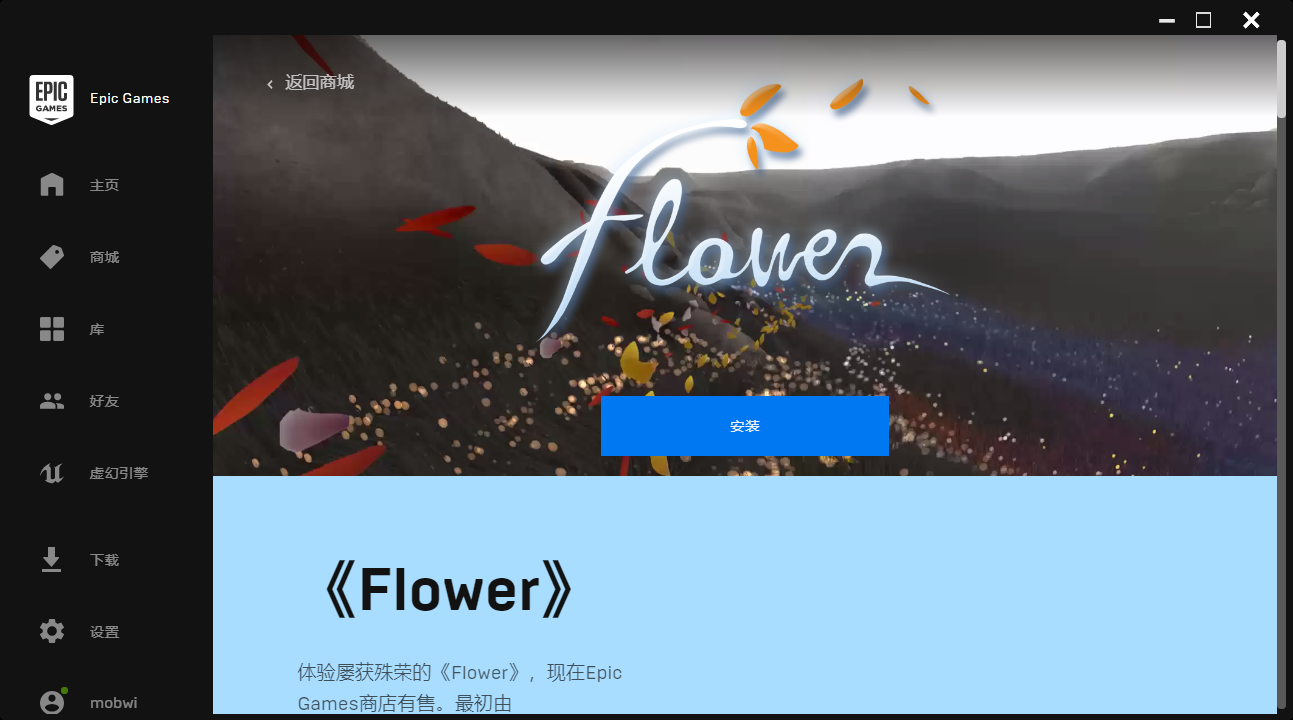 EPIC
GAMES
Epic Games
主页
商城
库
好友
虚幻引擎
下载
设置
mobwi
返回商城
flower
安装
《Flower》
体验屡获殊荣的《Flower》，现在Epic
Games商店有售。最初由